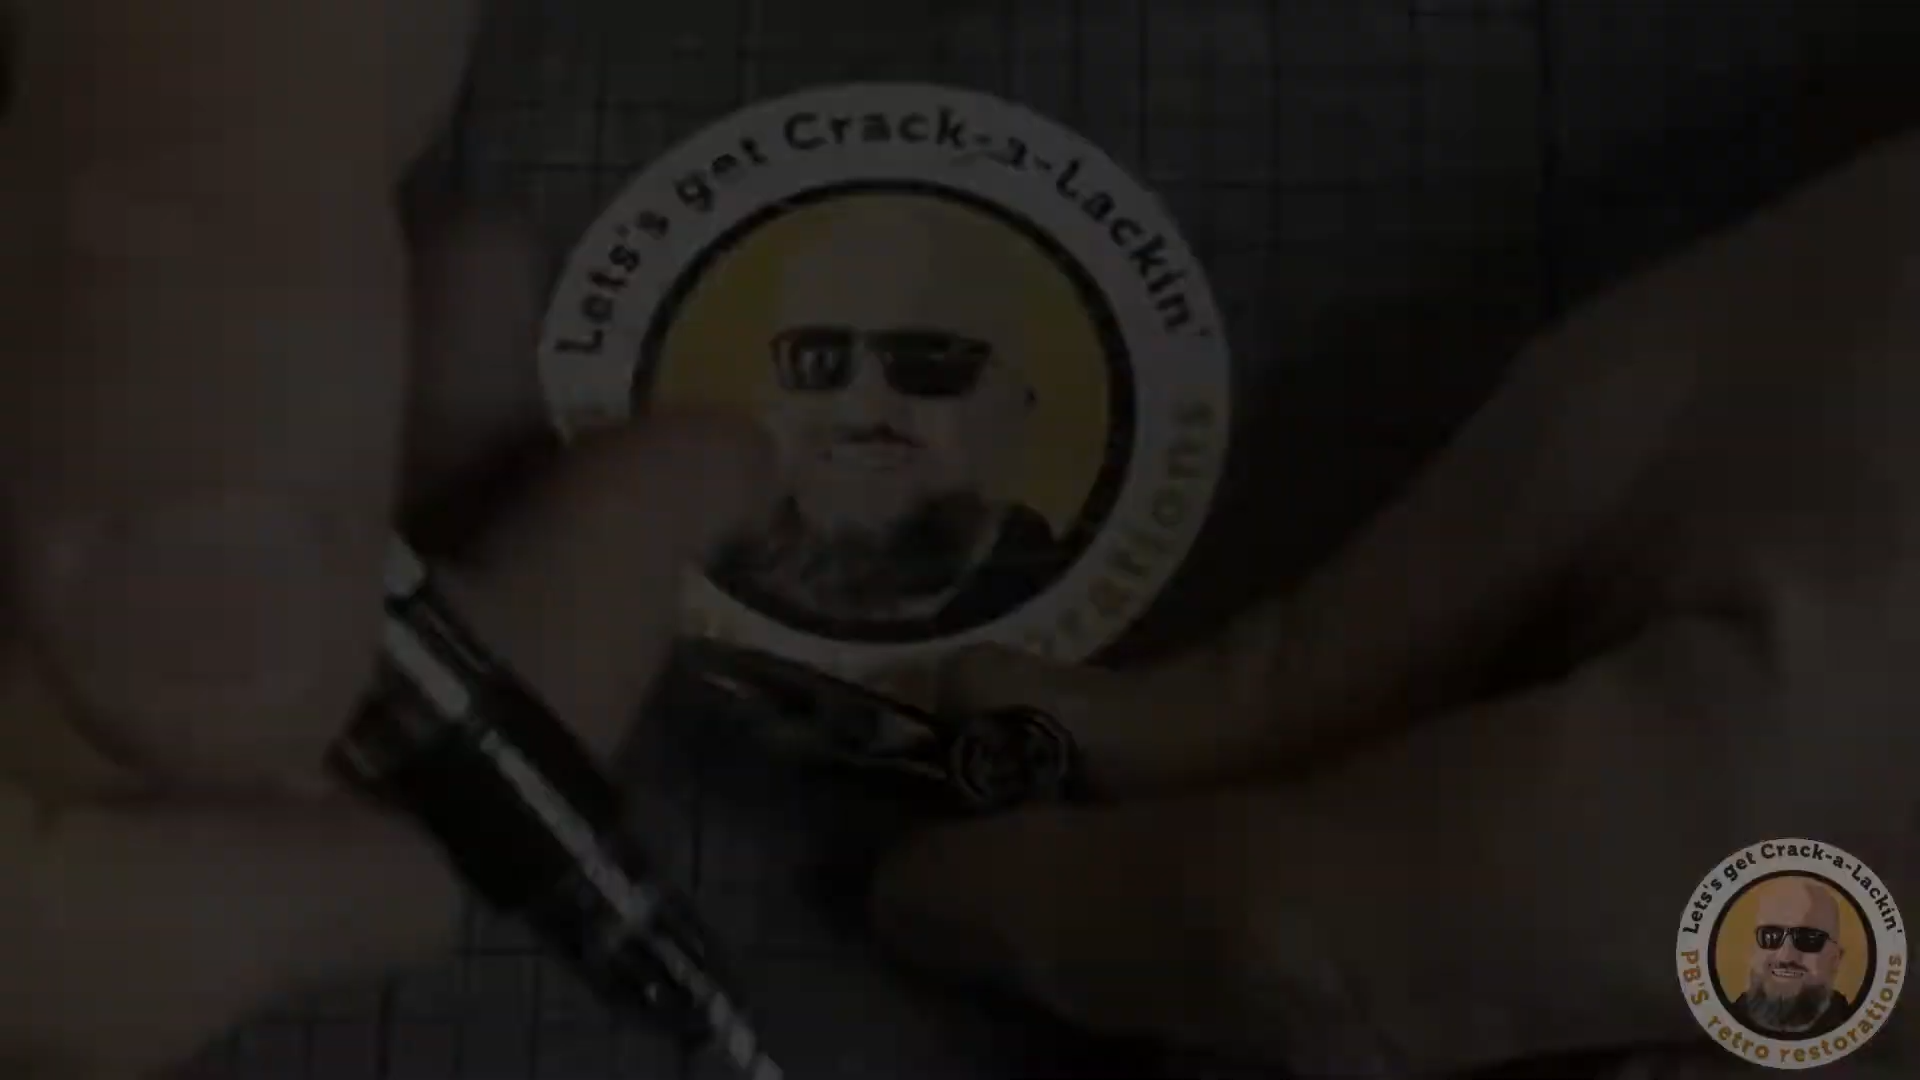 Lets's get Crack-a-Lackin'
Lets's get Crack-a-Lackin'
PB'S retro restorations